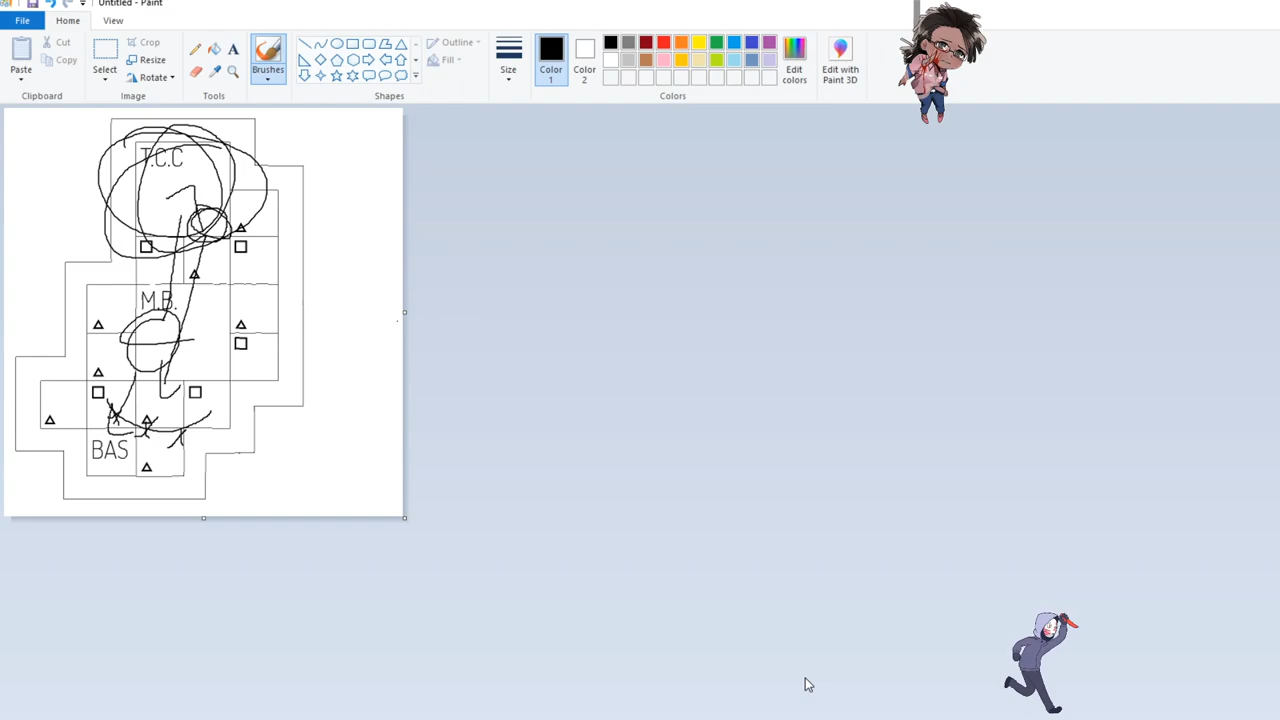 Untitled - Paint
File
Home
View
Paste
Cut
Copy
Clipboard
Select
Crop
Resize
Rotate
Image
A
Tools
Brushes
Outline
Fill
Shapes
Size
Color
1
Color
2
Edit
colors
Edit with
Paint 3D
Colors
T.C.C
M.B.
BAS